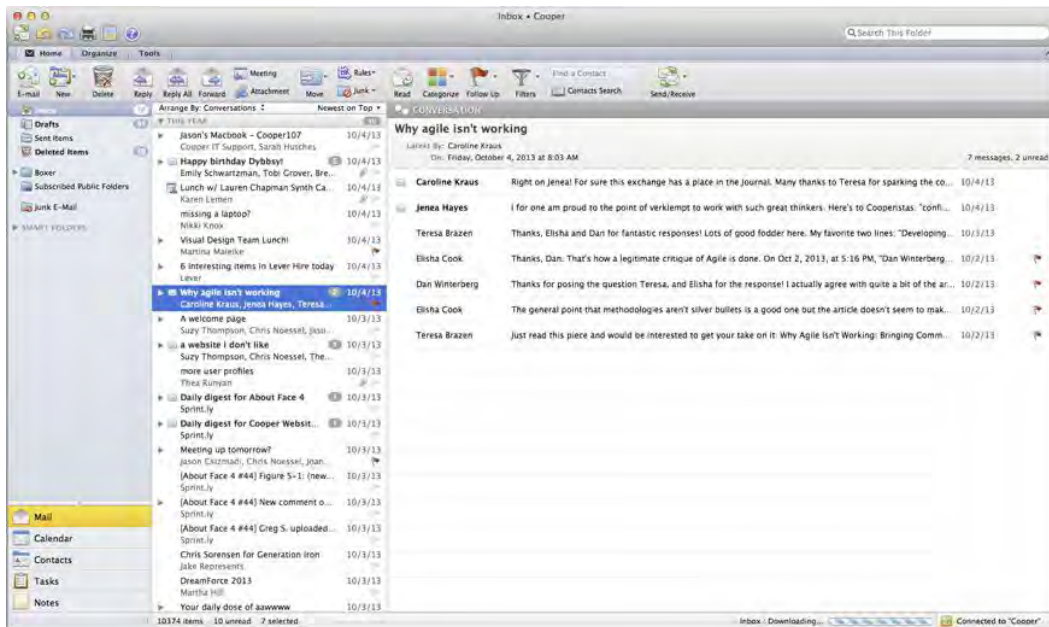 Inbox • Cooper
Search This Folder
Home Organize Tools
E-mail New Delete Reply Reply All Forward Meeting Attachment Move Rules Junk Read Categorize Follow Up Filters Find a Contact Contacts Search Send/Receive
Drafts
Sent Items
Deleted Items
Boxer
Subscribed Public Folders
Junk E-Mail
SMART FOLDERS
Mail
Calendar
Contacts
Tasks
Notes
Arrange By: Conversations Newest on Top
THIS YEAR
Jason's Macbook - Cooper107 10/4/13
Cooper IT Support, Sarah Hutches
Happy birthday Dybbsy! 10/4/13
Emily Schwartzman, Tobi Grover, Bre...
Lunch w/ Lauren Chapman Synth Ca... 10/4/13
Karen Lemen
missing a laptop? 10/4/13
Nikki Knox
Visual Design Team Lunch! 10/4/13
Martina Maleike
6 interesting items in Lever Hire today 10/4/13
Lever
Why agile isn't working 2 10/4/13
Caroline Kraus, Jenea Hayes, Teresa...
A welcome page 10/3/13
Suzy Thompson, Chris Noessel, Jaso...
a website I don't like 10/3/13
Suzy Thompson, Chris Noessel, The...
more user profiles 10/3/13
Thea Runyan
Daily digest for About Face 4 10/3/13
Sprint.ly
Daily digest for Cooper Websit... 10/3/13
Sprint.ly
Meeting up tomorrow? 10/3/13
Jason Csizmadi, Chris Noessel, Joan...
[About Face 4 #44] Figure 5-1: (new... 10/3/13
Sprint.ly
[About Face 4 #44] New comment o... 10/3/13
Sprint.ly
[About Face 4 #44] Greg S. uploaded... 10/3/13
Sprint.ly
Chris Sorensen for Generation Iron 10/3/13
Jake Represents
DreamForce 2013 10/3/13
Martha Hill
Your daily dose of aawwww 10/3/13
CONVERSATION
Why agile isn't working
Latest By: Caroline Kraus
On: Friday, October 4, 2013 at 8:03 AM
7 messages, 2 unread
Caroline Kraus Right on Jenea! For sure this exchange has a place in the Journal. Many thanks to Teresa for sparking the co... 10/4/13
Jenea Hayes I for one am proud to the point of verklempt to work with such great thinkers. Here's to Cooperistas. "confi... 10/4/13
Teresa Brazen Thanks, Elisha and Dan for fantastic responses! Lots of good fodder here. My favorite two lines: "Developing... 10/3/13
Elisha Cook Thanks, Dan. That's how a legitimate critique of Agile is done. On Oct 2, 2013, at 5:16 PM, "Dan Winterberg... 10/2/13
Dan Winterberg Thanks for posing the question Teresa, and Elisha for the response! I actually agree with quite a bit of the ar... 10/2/13
Elisha Cook The general point that methodologies aren't silver bullets is a good one but the article doesn't seem to mak... 10/2/13
Teresa Brazen Just read this piece and would be interested to get your take on it: Why Agile Isn't Working: Bringing Comm... 10/2/13
10374 items 10 unread 7 selected
Inbox : Downloading...
Connected to "Cooper"